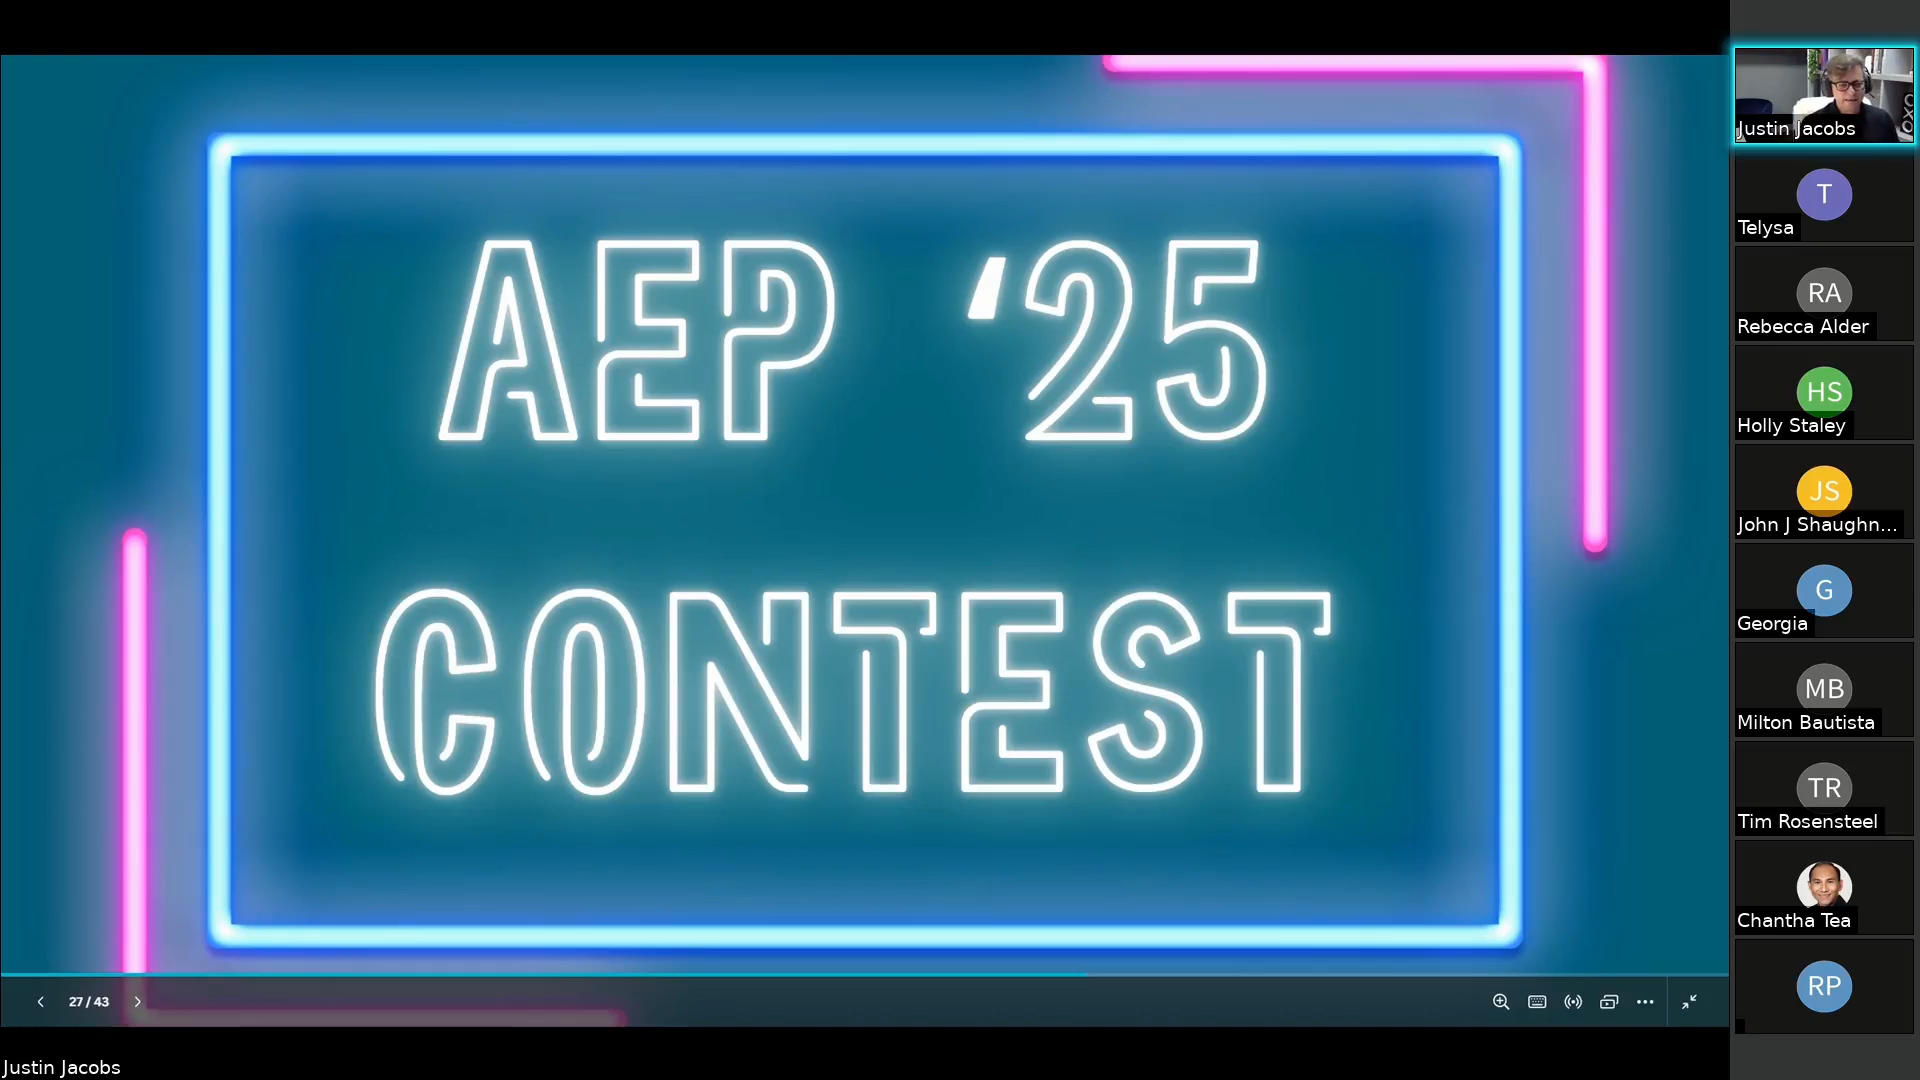 AEP ‘25
CONTEST
27 / 43
Justin Jacobs
Justin Jacobs
T
Telysa
RA
Rebecca Alder
HS
Holly Staley
JS
John J Shaughn...
G
Georgia
MB
Milton Bautista
TR
Tim Rosensteel
Chantha Tea
RP